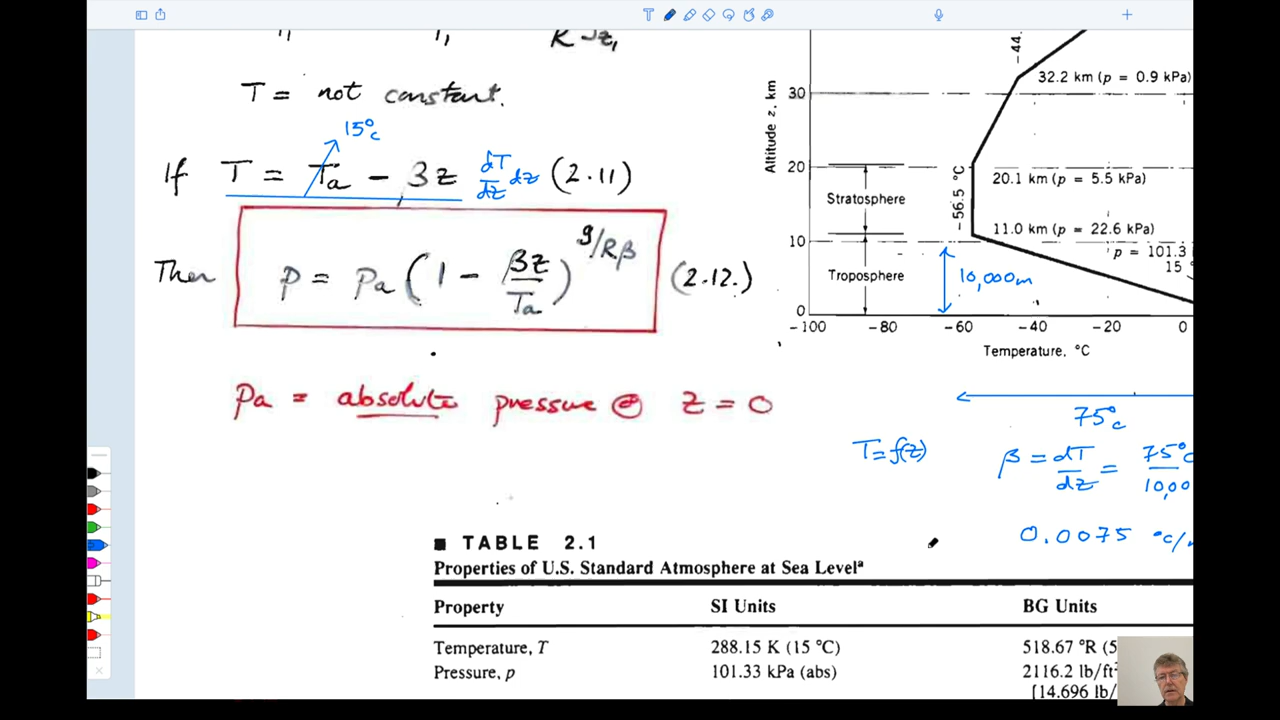 K
T = not constant.
15°c
If T = Ta - βz dT/dz dz (2.11)
Then p = pa ( 1 - βz/Ta )^g/Rβ (2.12.)
pa = absolute pressure @ z = 0
-44.
32.2 km (p = 0.9 kPa)
Altitude z, km
30
20
10
0
20.1 km (p = 5.5 kPa)
-56.5 °C
Stratosphere
11.0 km (p = 22.6 kPa)
p = 101.3
15
Troposphere
10,000m
-100 -80 -60 -40 -20 0
Temperature, °C
75°c
T = f(z)
β = dT/dz = 75°c/10,00
0.0075 °c/
■ TABLE 2.1
Properties of U.S. Standard Atmosphere at Sea Levelᵃ
Property SI Units BG Units
Temperature, T 288.15 K (15 °C) 518.67 °R (5
Pressure, p 101.33 kPa (abs) 2116.2 lb/ft
[14.696 lb/